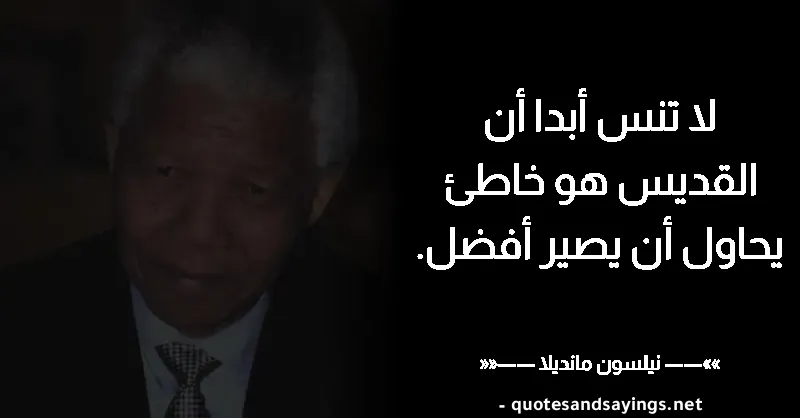 لا تنس أبدا أن
القديس هو خاطئ
يحاول أن يصير أفضل.
»—— نيلسون مانديلا ——»»
- quotesandsayings.net